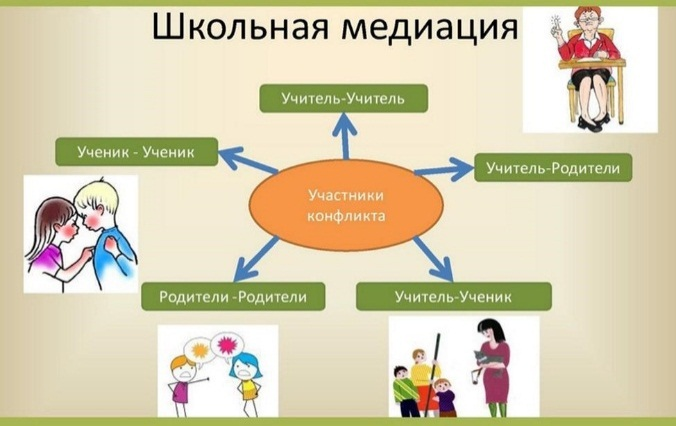 Школьная медиация
Учитель-Учитель
Ученик - Ученик
Учитель-Родители
Участники
конфликта
Родители -Родители
Учитель-Ученик